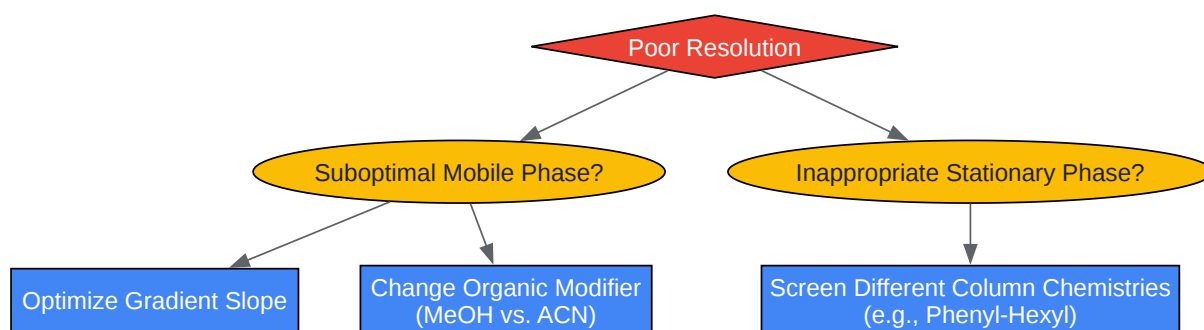 Poor Resolution
Suboptimal Mobile Phase?
Inappropriate Stationary Phase?
Optimize Gradient Slope
Change Organic Modifier
(MeOH vs. ACN)
Screen Different Column Chemistries
(e.g., Phenyl-Hexyl)